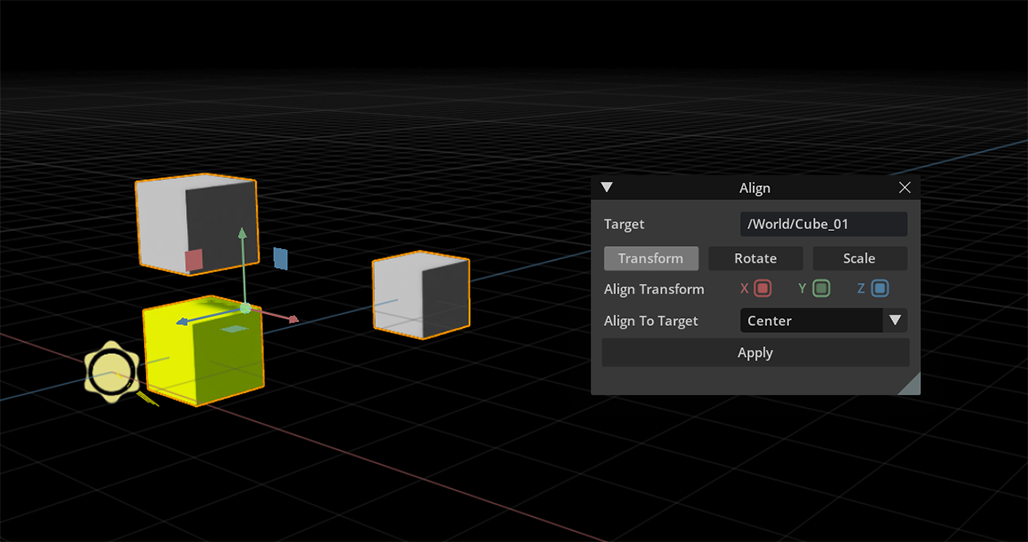 Align
Target /World/Cube_01
Transform Rotate Scale
Align Transform X Y Z
Align To Target Center
Apply